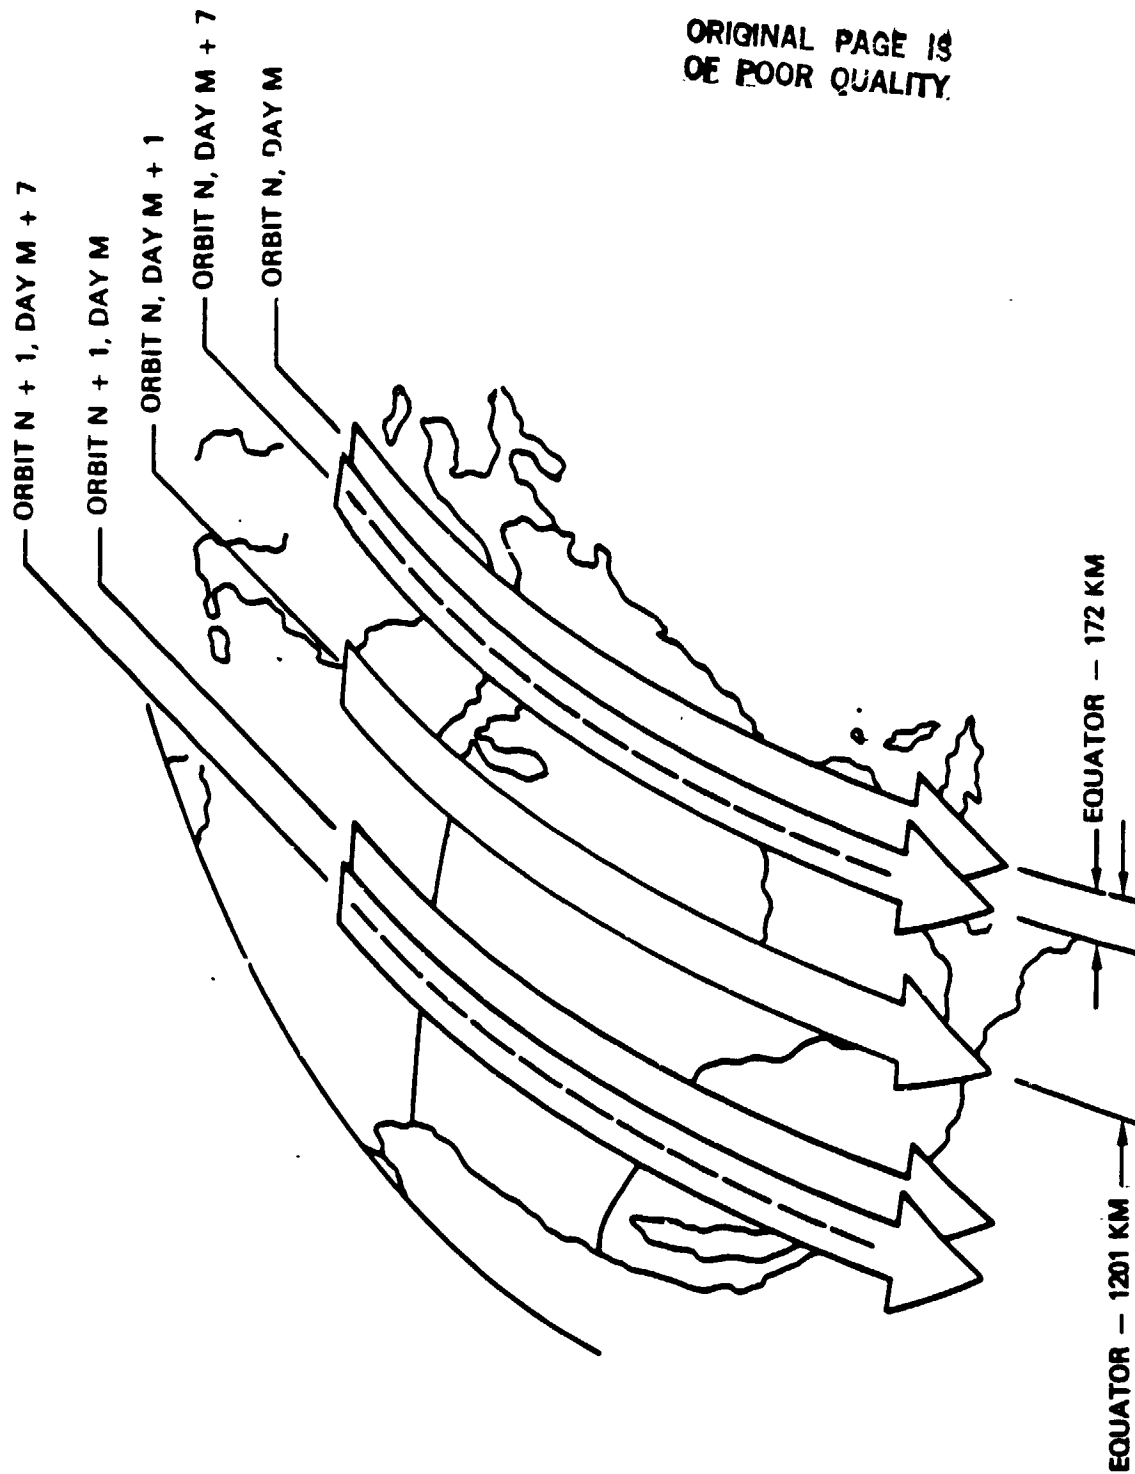 ORIGINAL PAGE IS
OF POOR QUALITY
ORBIT N + 1, DAY M + 7
ORBIT N + 1, DAY M
ORBIT N, DAY M + 1
ORBIT N, DAY M + 7
ORBIT N, DAY M
EQUATOR – 172 KM
EQUATOR – 1201 KM